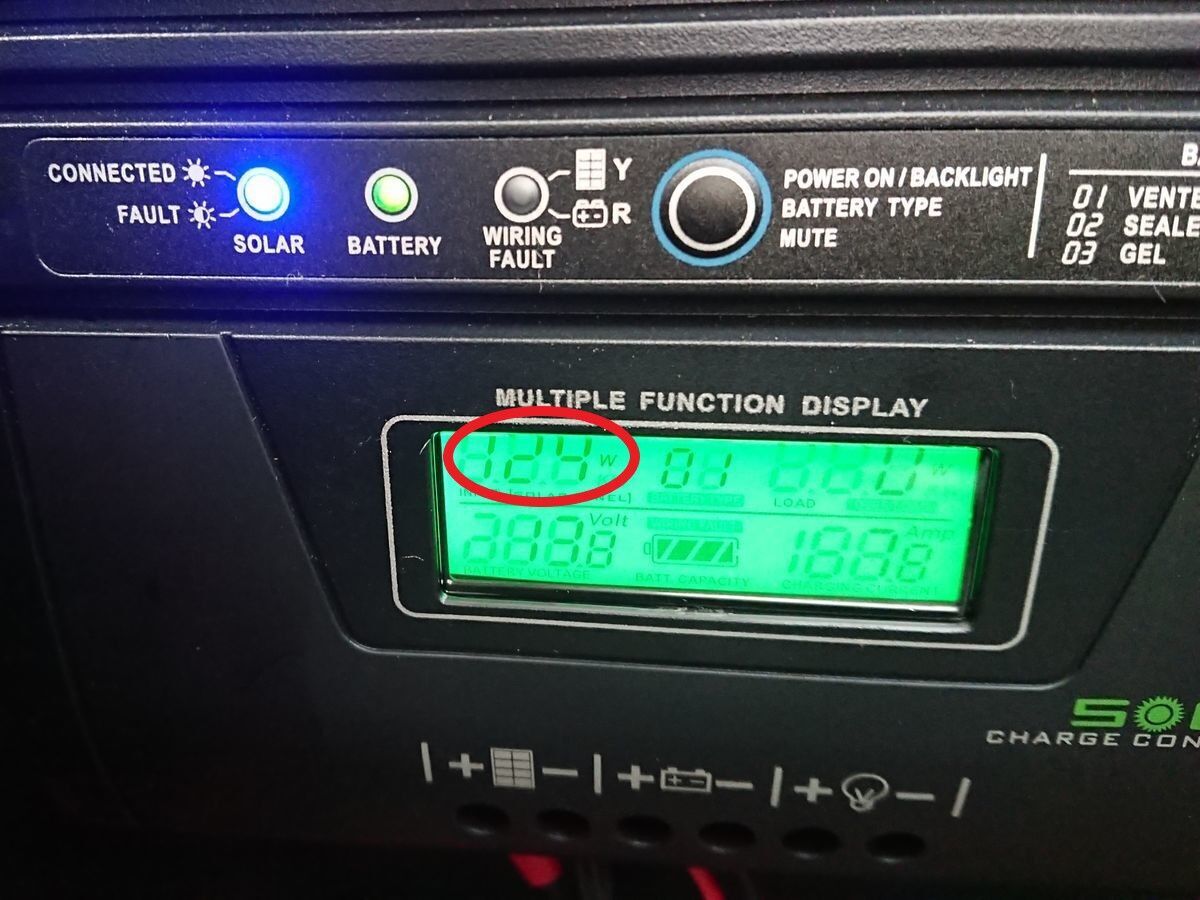 CONNECTED
FAULT
SOLAR
BATTERY
WIRING
FAULT
Y
R
POWER ON / BACKLIGHT
BATTERY TYPE
MUTE
01 VENTE
02 SEALE
03 GEL
MULTIPLE FUNCTION DISPLAY
W 01 W
BATTERY TYPE LOAD
Volt WIRING FAULT Amp
BATTERY VOLTAGE BATT. CAPACITY CHARGING CURRENT
CHARGE CON
+ − + − + −